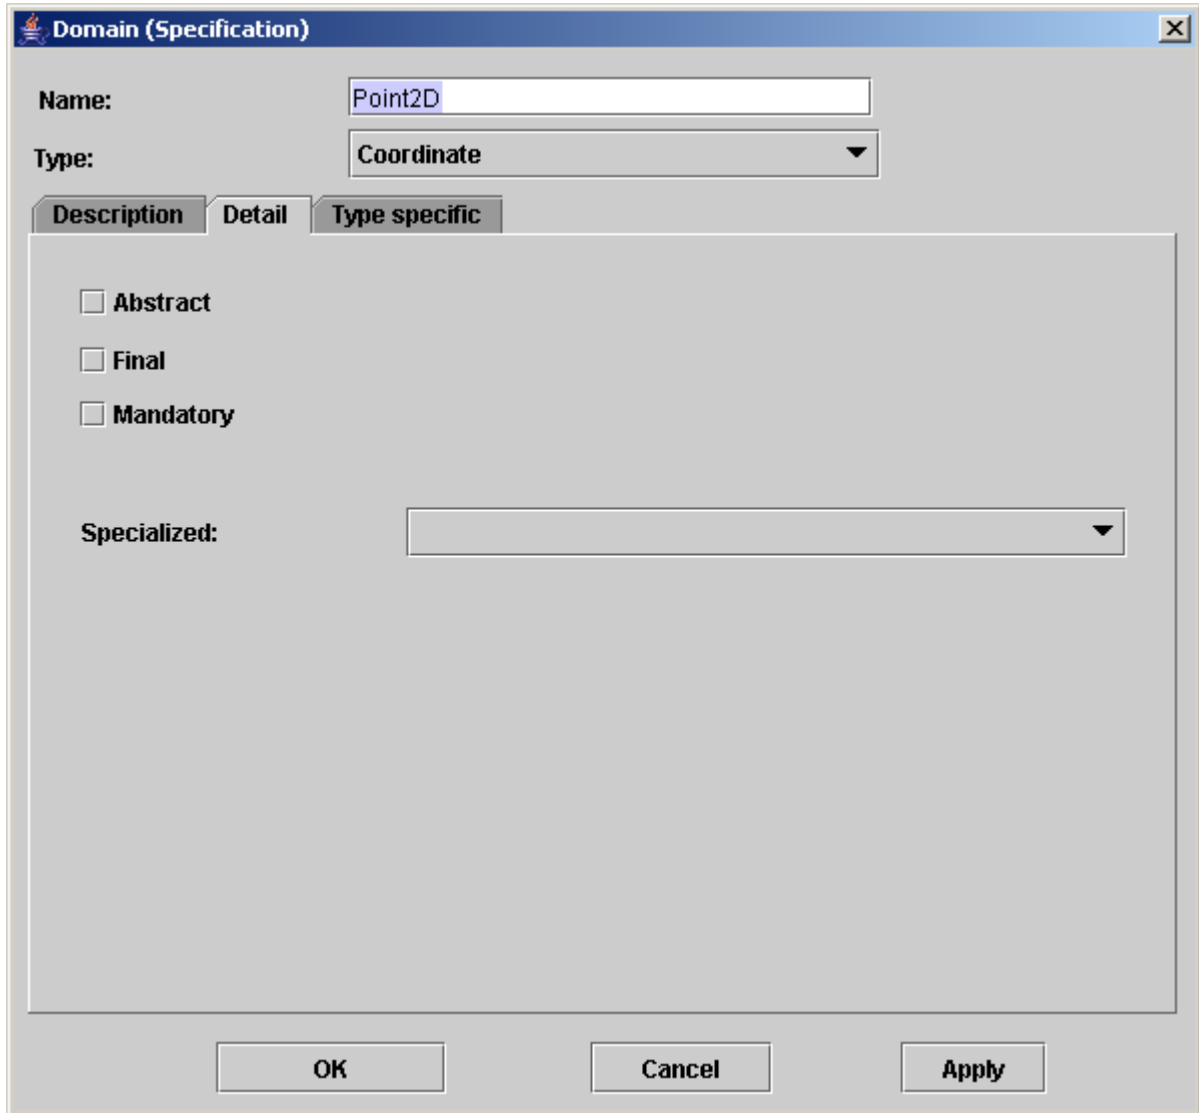 Domain (Specification)
Name: Point2D
Type: Coordinate
Description Detail Type specific
Abstract
Final
Mandatory
Specialized:
OK Cancel Apply